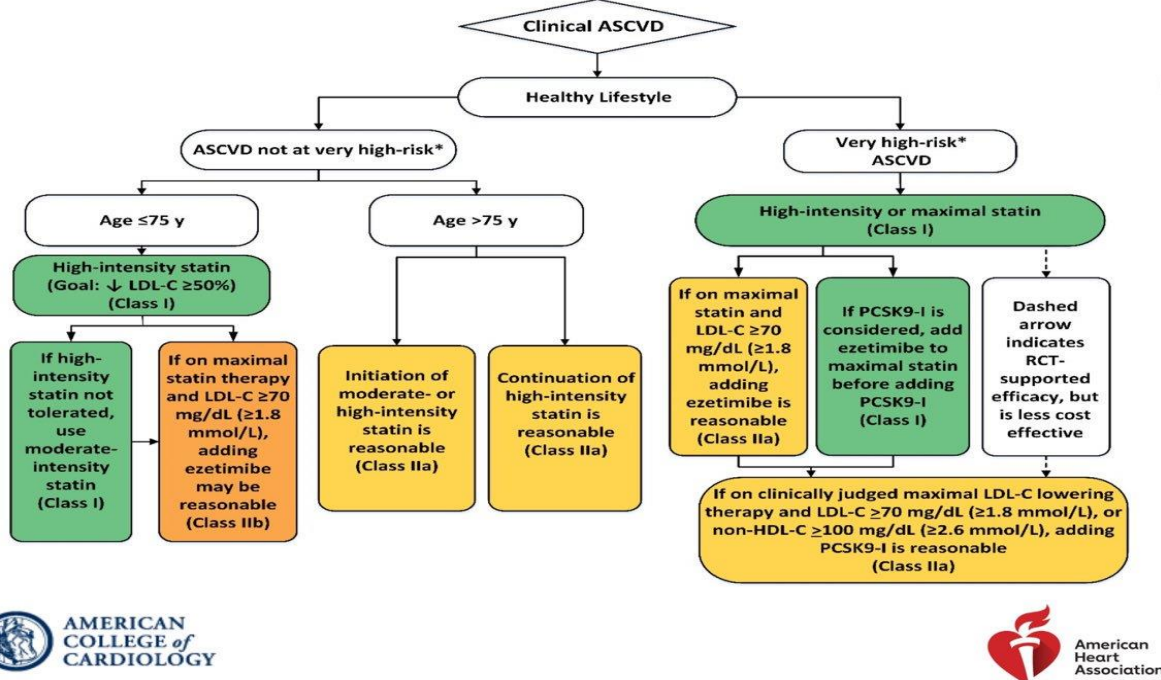 Clinical ASCVD
Healthy Lifestyle
ASCVD not at very high-risk*
Very high-risk*
ASCVD
Age ≤75 y
Age >75 y
High-intensity or maximal statin
(Class I)
High-intensity statin
(Goal: ↓ LDL-C ≥50%)
(Class I)
If high-
intensity
statin not
tolerated,
use
moderate-
intensity
statin
(Class I)
If on maximal
statin therapy
and LDL-C ≥70
mg/dL (≥1.8
mmol/L),
adding
ezetimibe
may be
reasonable
(Class IIb)
Initiation of
moderate- or
high-intensity
statin is
reasonable
(Class IIa)
Continuation of
high-intensity
statin is
reasonable
(Class IIa)
If on maximal
statin and
LDL-C ≥70
mg/dL (≥1.8
mmol/L),
adding
ezetimibe is
reasonable
(Class IIa)
If PCSK9-I is
considered, add
ezetimibe to
maximal statin
before adding
PCSK9-I
(Class I)
Dashed
arrow
indicates
RCT-
supported
efficacy, but
is less cost
effective
If on clinically judged maximal LDL-C lowering
therapy and LDL-C ≥70 mg/dL (≥1.8 mmol/L), or
non-HDL-C ≥100 mg/dL (≥2.6 mmol/L), adding
PCSK9-I is reasonable
(Class IIa)
AMERICAN
COLLEGE of
CARDIOLOGY
American
Heart
Association